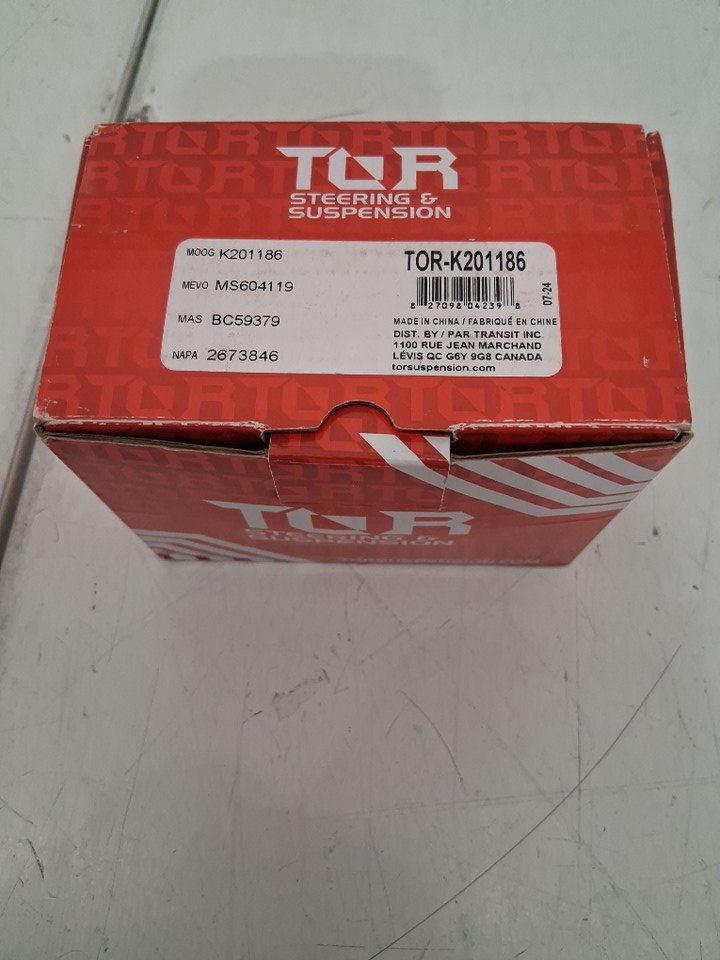 TOR
STEERING &
SUSPENSION
MOOG K201186
MEVO MS604119
MAS BC59379
NAPA 2673846
TOR-K201186
8 27098 04239 8
07-24
MADE IN CHINA / FABRIQUÉ EN CHINE
DIST. BY / PAR TRANSIT INC.
1100 RUE JEAN MARCHAND
LÉVIS QC G6Y 9G8 CANADA
torsuspension.com
TOR
STEERING &
SUSPENSION